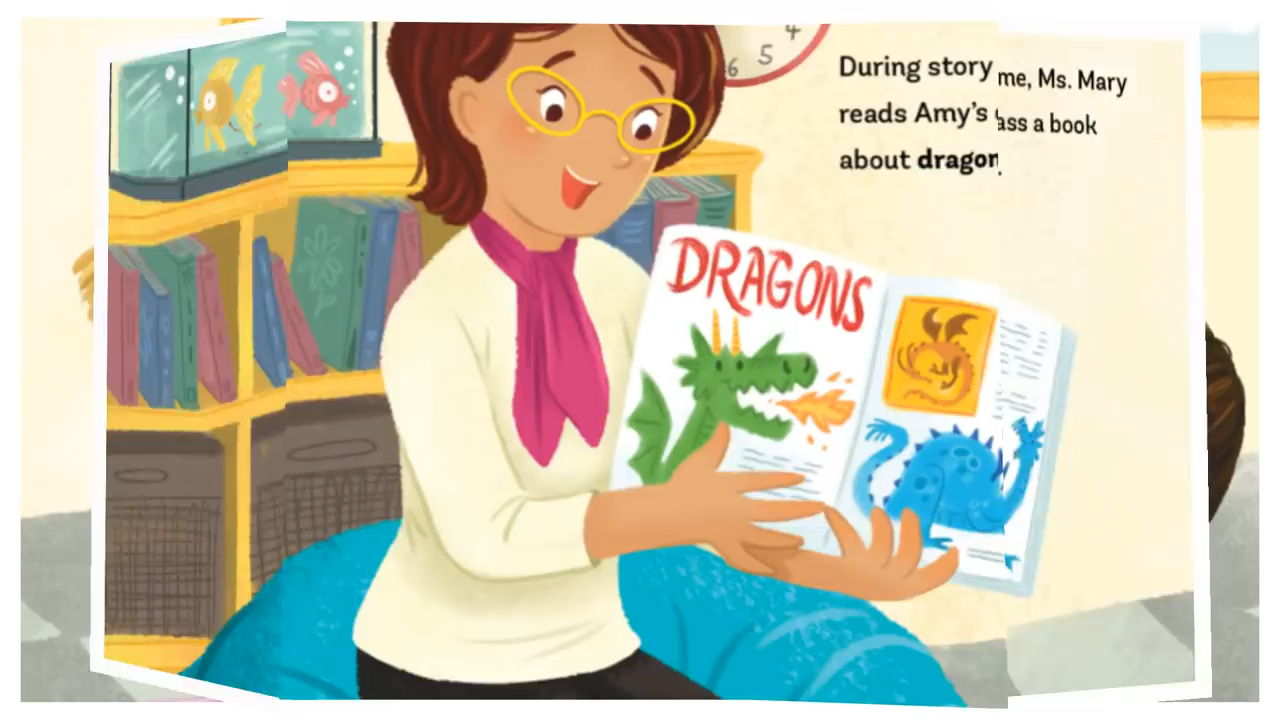 6 5 4
During story me, Ms. Mary
reads Amy's ass a book
about dragon.
DRAGONS